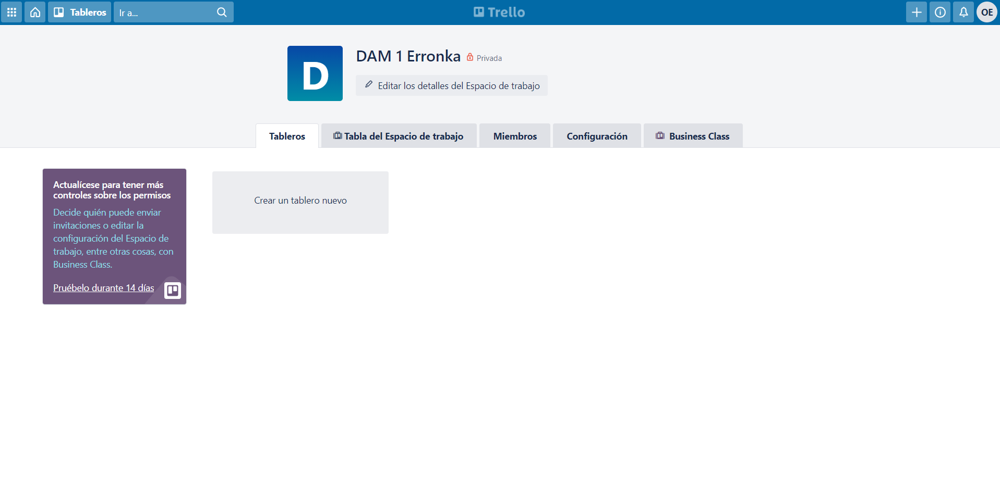 Tableros
Ir a...
Trello
OE
D
DAM 1 Erronka
Privada
Editar los detalles del Espacio de trabajo
Tableros
Tabla del Espacio de trabajo
Miembros
Configuración
Business Class
Actualícese para tener más
controles sobre los permisos
Decide quién puede enviar
invitaciones o editar la
configuración del Espacio de
trabajo, entre otras cosas, con
Business Class.
Pruébelo durante 14 días
Crear un tablero nuevo